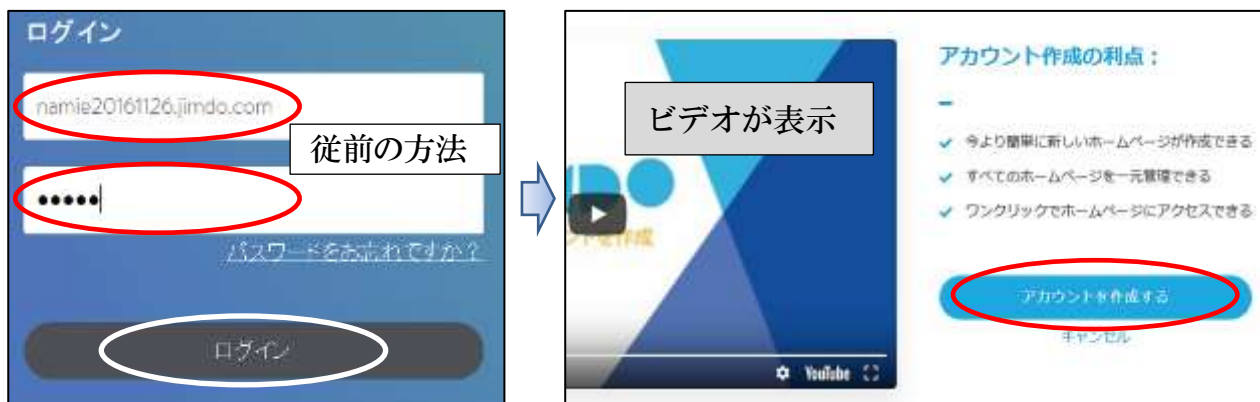 ログイン
namie20161126.jimdo.com
従前の方法
パスワードをお忘れですか?
ログイン
ビデオが表示
ントを作成
YouTube
アカウント作成の利点:
今より簡単に新しいホームページが作成できる
すべてのホームページを一元管理できる
ワンクリックでホームページにアクセスできる
アカウントを作成する
キャンセル